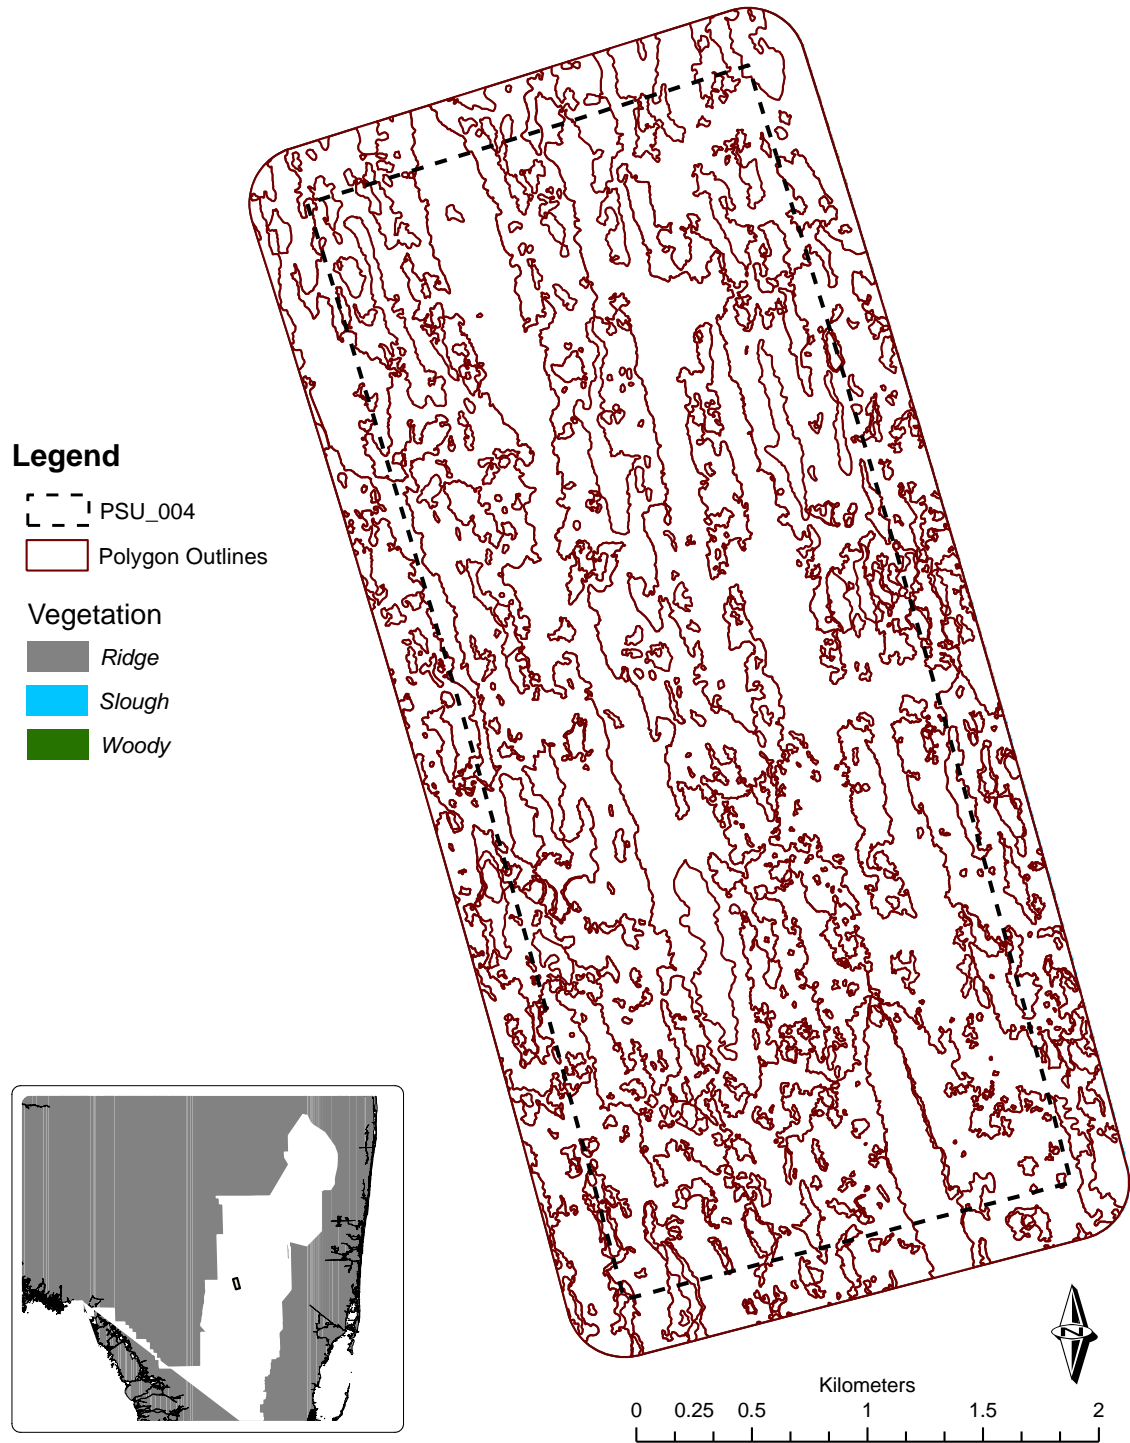 Legend
PSU_004
Polygon Outlines
Vegetation
Ridge
Slough
Woody
N
Kilometers
0 0.25 0.5 1 1.5 2